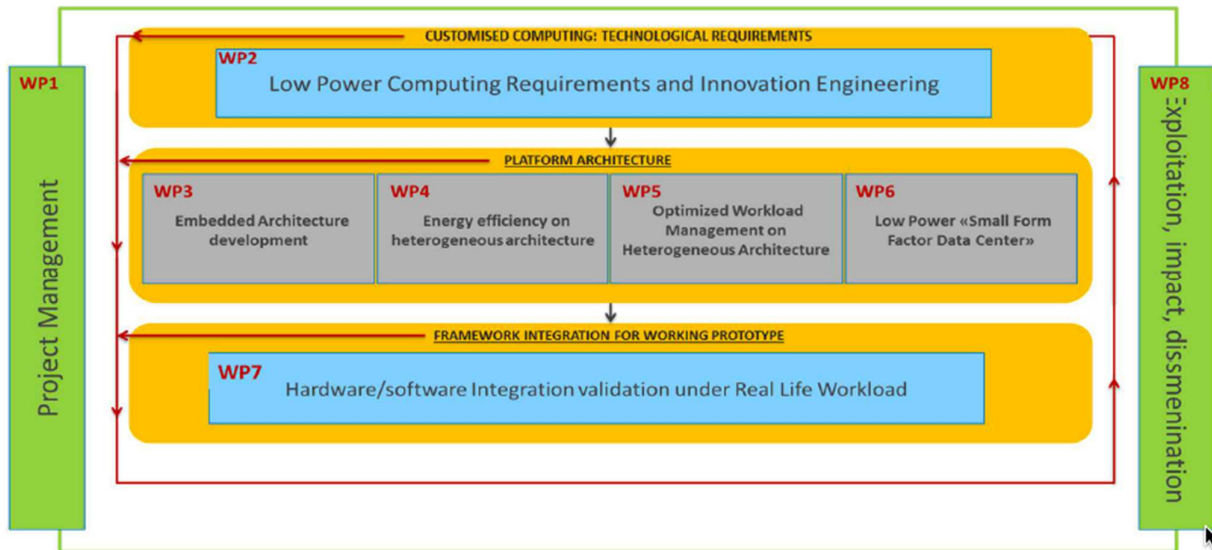 CUSTOMISED COMPUTING: TECHNOLOGICAL REQUIREMENTS
WP2
Low Power Computing Requirements and Innovation Engineering
WP1
Project Management
WP8
Exploitation, impact, dissmenination
PLATFORM ARCHITECTURE
WP3
Embedded Architecture
development
WP4
Energy efficiency on
heterogeneous architecture
WP5
Optimized Workload
Management on
Heterogeneous Architecture
WP6
Low Power «Small Form
Factor Data Center»
FRAMEWORK INTEGRATION FOR WORKING PROTOTYPE
WP7
Hardware/software Integration validation under Real Life Workload